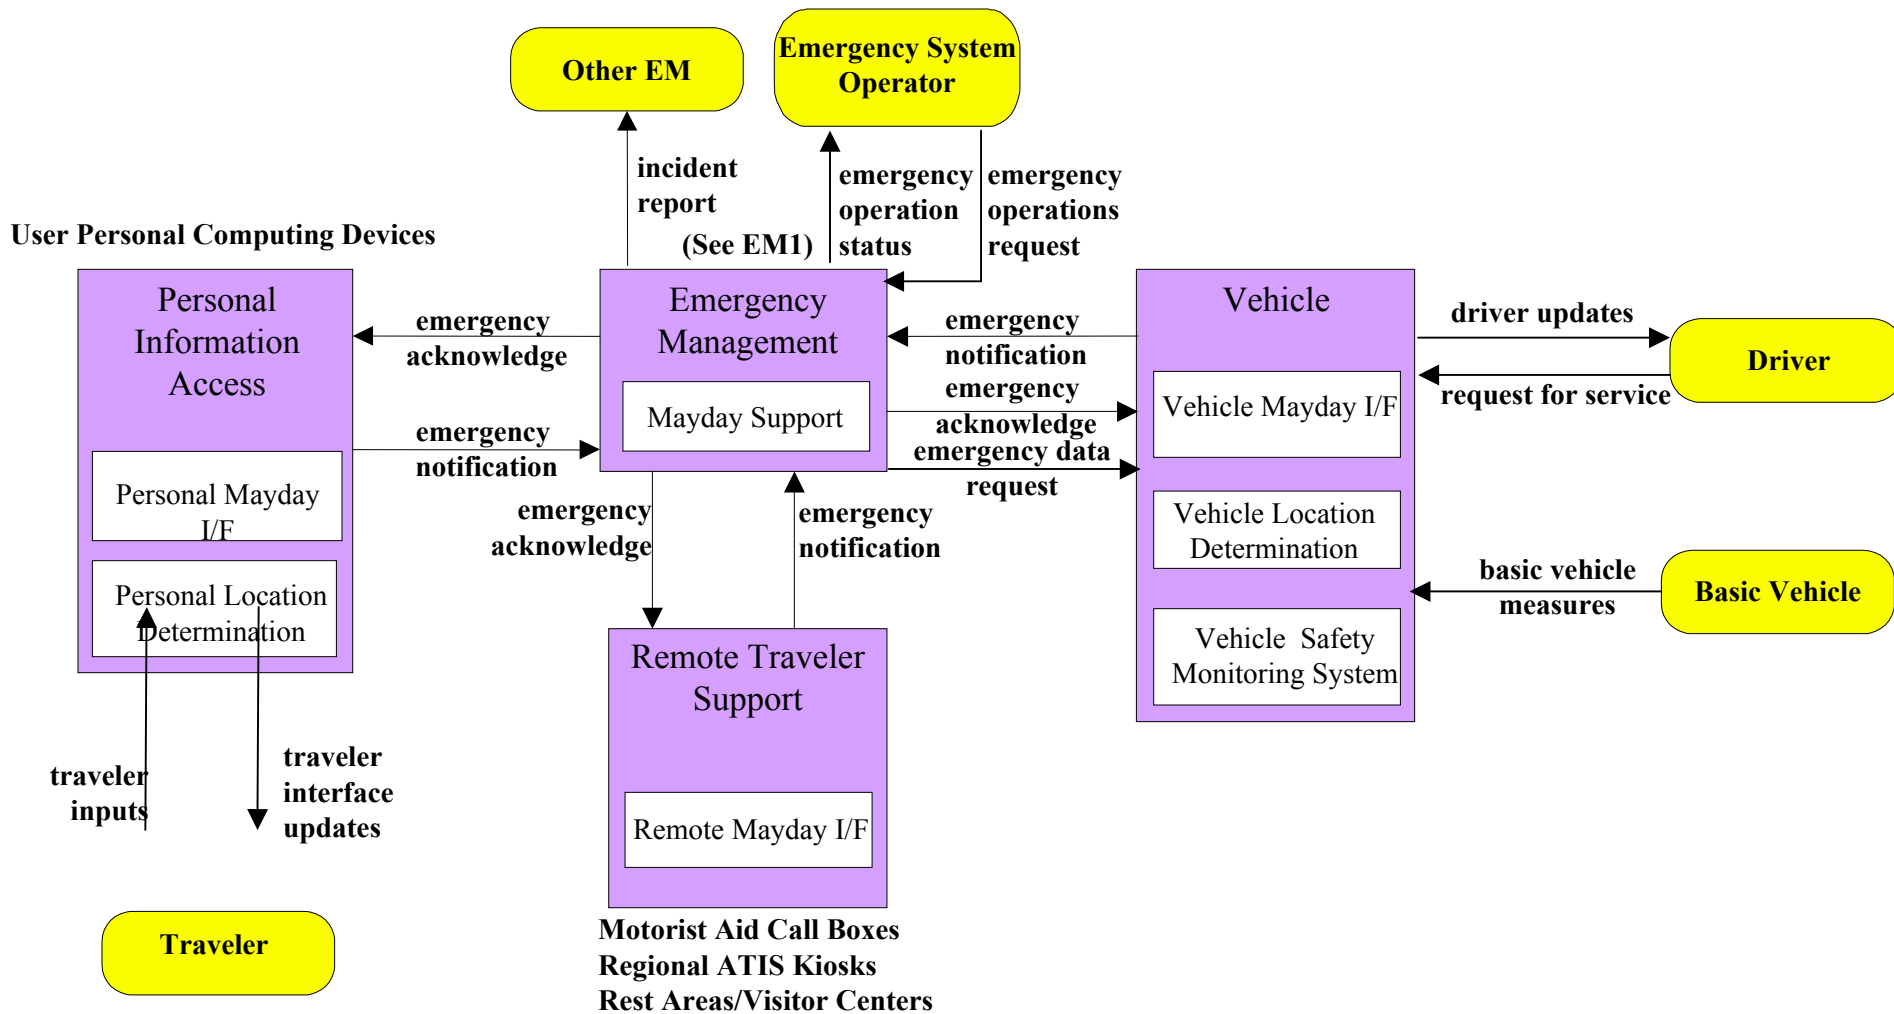 Other EM
Emergency System
Operator
incident
report
emergency
operation
status
emergency
operations
request
(See EM1)
User Personal Computing Devices
Personal
Information
Access
Personal Mayday
I/F
Personal Location
Determination
emergency
acknowledge
emergency
notification
Emergency
Management
Mayday Support
emergency
notification
emergency
acknowledge
emergency data
request
Vehicle
Vehicle Mayday I/F
Vehicle Location
Determination
Vehicle Safety
Monitoring System
driver updates
Driver
request for service
basic vehicle
measures
Basic Vehicle
emergency
acknowledge
emergency
notification
Remote Traveler
Support
Remote Mayday I/F
traveler
inputs
traveler
interface
updates
Traveler
Motorist Aid Call Boxes
Regional ATIS Kiosks
Rest Areas/Visitor Centers